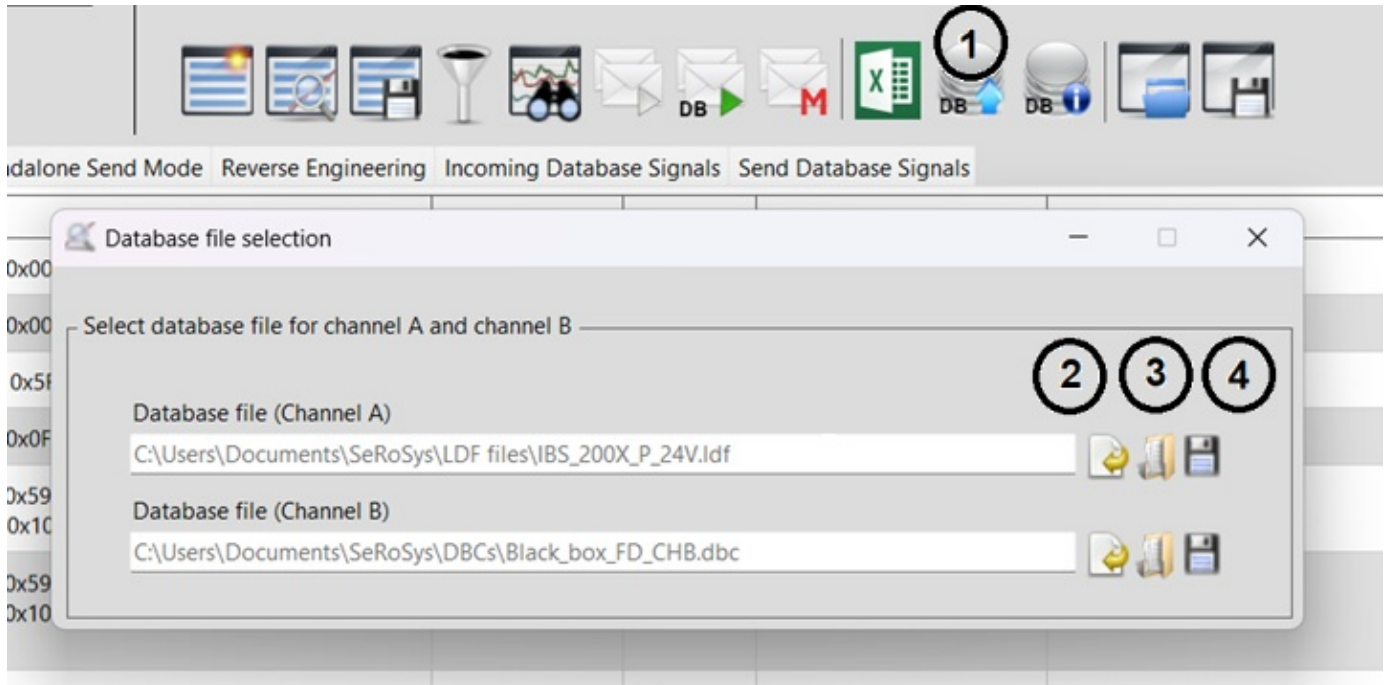 1
DB
M
X
DB
DB
i
dalone Send Mode Reverse Engineering Incoming Database Signals Send Database Signals
Database file selection
0x00
0x00
Select database file for channel A and channel B
2 3 4
0x5F
Database file (Channel A)
0x0F
C:\Users\Documents\SeRoSys\LDF files\IBS_200X_P_24V.ldf
0x59
Database file (Channel B)
0x10
C:\Users\Documents\SeRoSys\DBCs\Black_box_FD_CHB.dbc
0x59
0x10